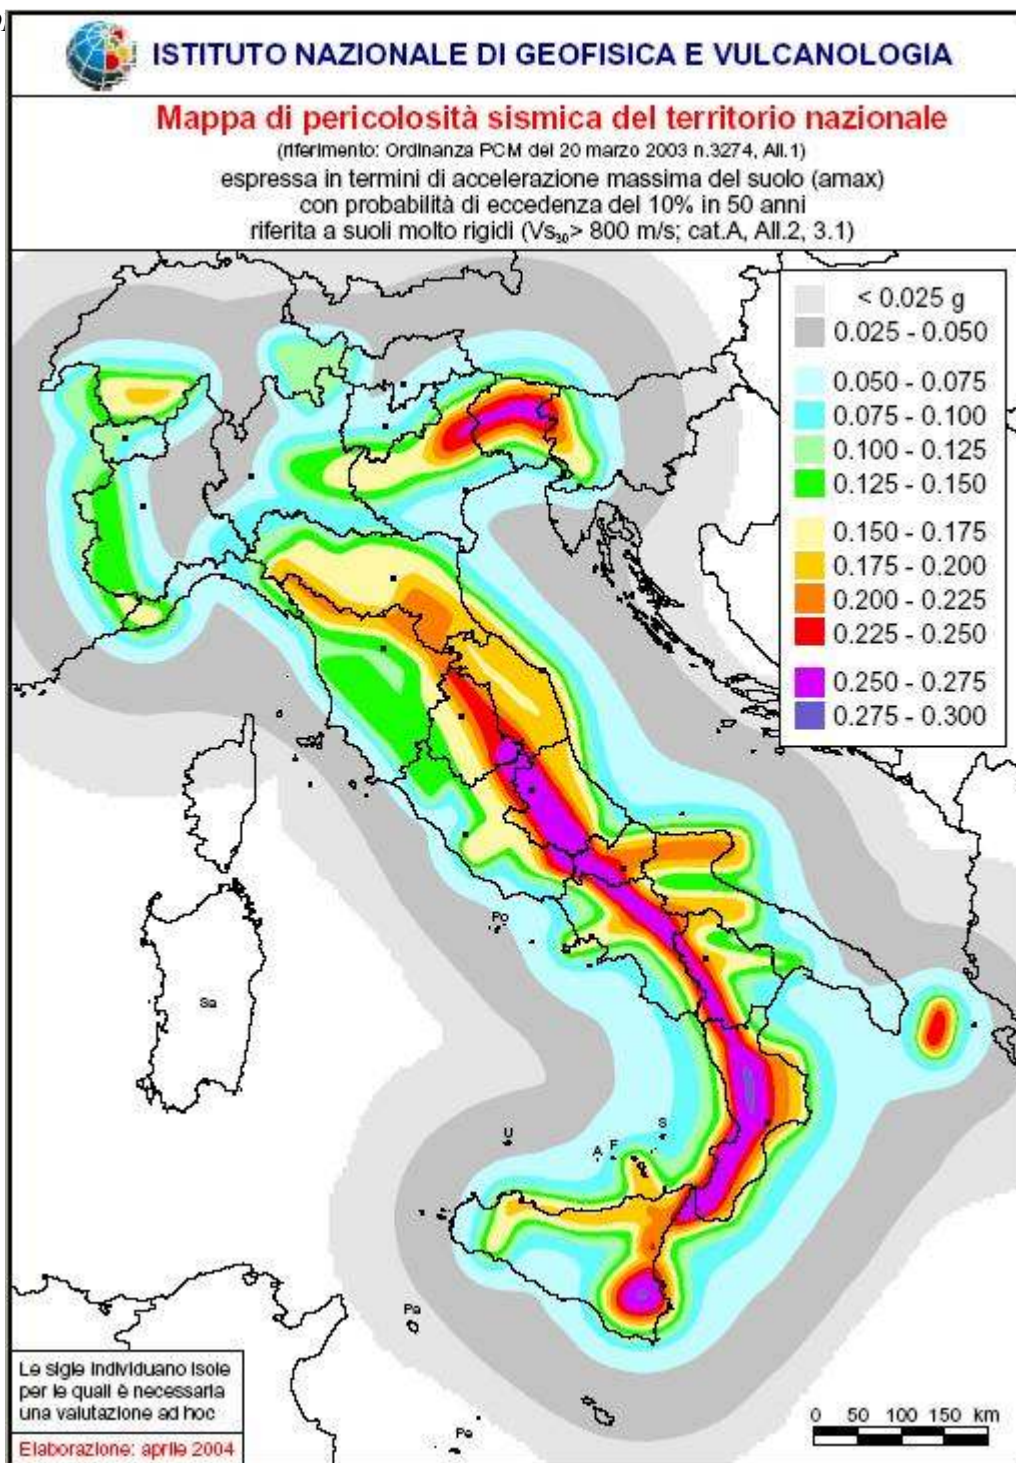 ISTITUTO NAZIONALE DI GEOFISICA E VULCANOLOGIA
Mappa di pericolosità sismica del territorio nazionale
(riferimento: Ordinanza PCM del 20 marzo 2003 n.3274, All.1)
espressa in termini di accelerazione massima del suolo (amax)
con probabilità di eccedenza del 10% in 50 anni
riferita a suoli molto rigidi (Vs30> 800 m/s; cat.A, All.2, 3.1)
< 0.025 g
0.025 - 0.050
0.050 - 0.075
0.075 - 0.100
0.100 - 0.125
0.125 - 0.150
0.150 - 0.175
0.175 - 0.200
0.200 - 0.225
0.225 - 0.250
0.250 - 0.275
0.275 - 0.300
Po
Sa
U
S
A F
Pa
Pe
Le sigle individuano isole
per le quali è necessaria
una valutazione ad hoc
Elaborazione: aprile 2004
0 50 100 150 km